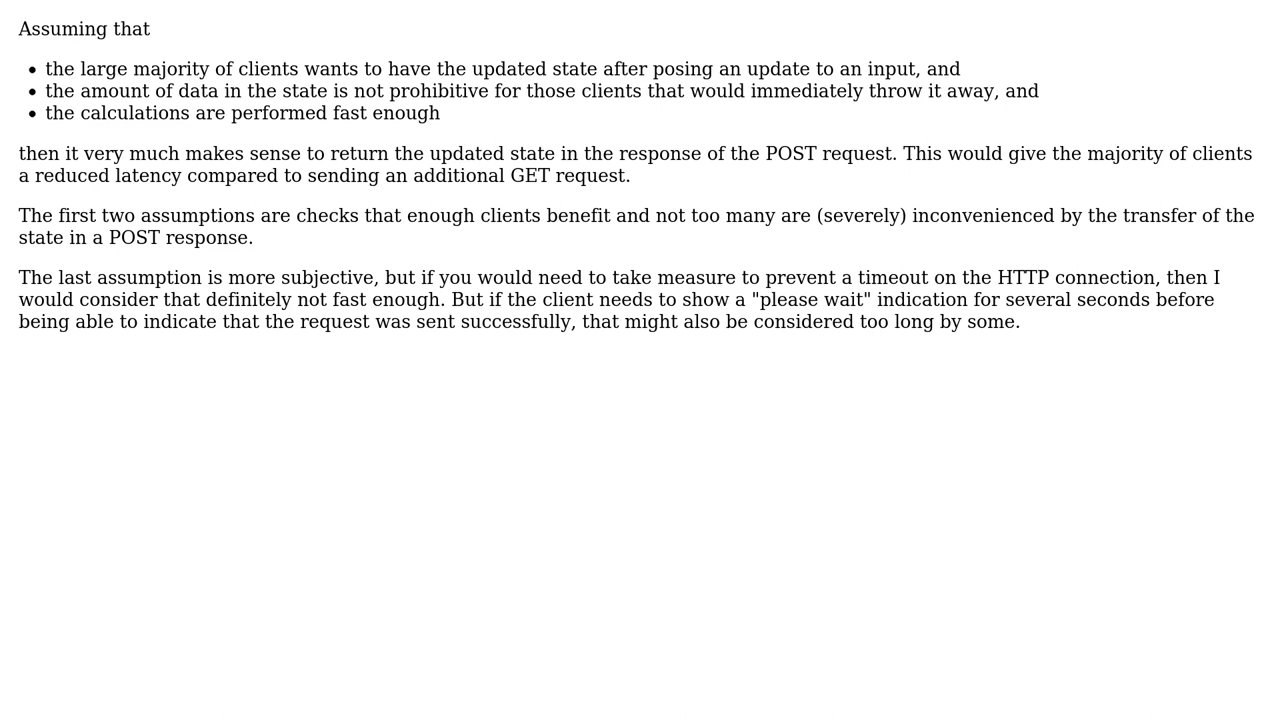 Assuming that
• the large majority of clients wants to have the updated state after posing an update to an input, and
• the amount of data in the state is not prohibitive for those clients that would immediately throw it away, and
• the calculations are performed fast enough
then it very much makes sense to return the updated state in the response of the POST request. This would give the majority of clients
a reduced latency compared to sending an additional GET request.
The first two assumptions are checks that enough clients benefit and not too many are (severely) inconvenienced by the transfer of the
state in a POST response.
The last assumption is more subjective, but if you would need to take measure to prevent a timeout on the HTTP connection, then I
would consider that definitely not fast enough. But if the client needs to show a "please wait" indication for several seconds before
being able to indicate that the request was sent successfully, that might also be considered too long by some.